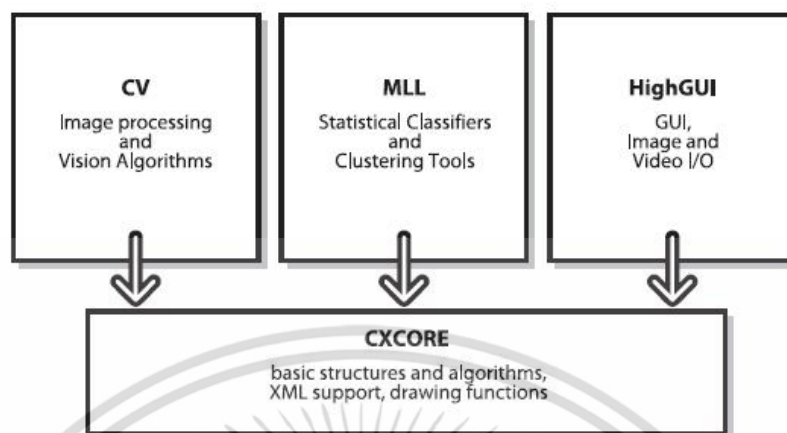 CV
Image processing
and
Vision Algorithms
MLL
Statistical Classifiers
and
Clustering Tools
HighGUI
GUI,
Image and
Video I/O
CXCORE
basic structures and algorithms,
XML support, drawing functions